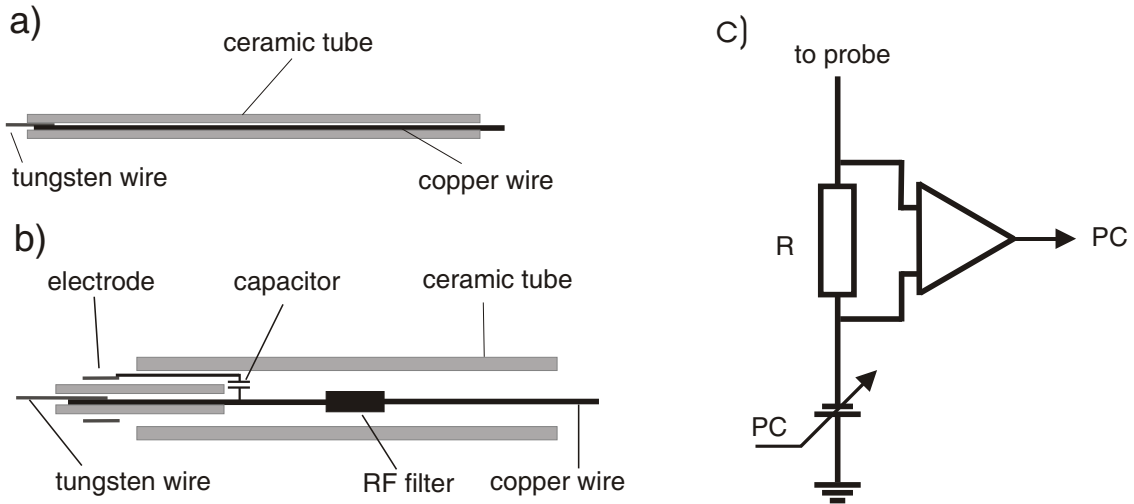 a)
ceramic tube
tungsten wire
copper wire
b)
electrode
capacitor
ceramic tube
tungsten wire
RF filter
copper wire
c)
to probe
R
PC
PC